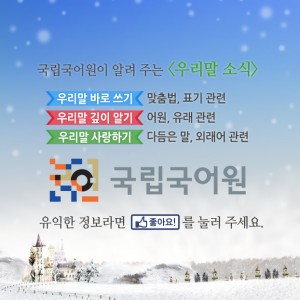 국립국어원이 알려 주는 〈우리말 소식〉
우리말 바로 쓰기 맞춤법, 표기 관련
우리말 깊이 알기 어원, 유래 관련
우리말 사랑하기 다듬은 말, 외래어 관련
국립국어원
유익한 정보라면 좋아요! 를 눌러 주세요.